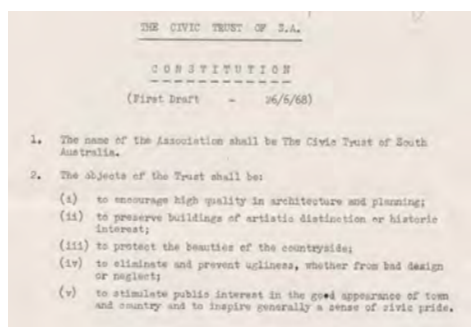 THE CIVIC TRUST OF S.A.
CONSTITUTION
(First Draft - 26/6/68)
1. The name of the Association shall be The Civic Trust of South
Australia.
2. The objects of the Trust shall be:
(i) to encourage high quality in architecture and planning;
(ii) to preserve buildings of artistic distinction or historic
interest;
(iii) to protect the beauties of the countryside;
(iv) to eliminate and prevent ugliness, whether from bad design
or neglect;
(v) to stimulate public interest in the good appearance of town
and country and to inspire generally a sense of civic pride.